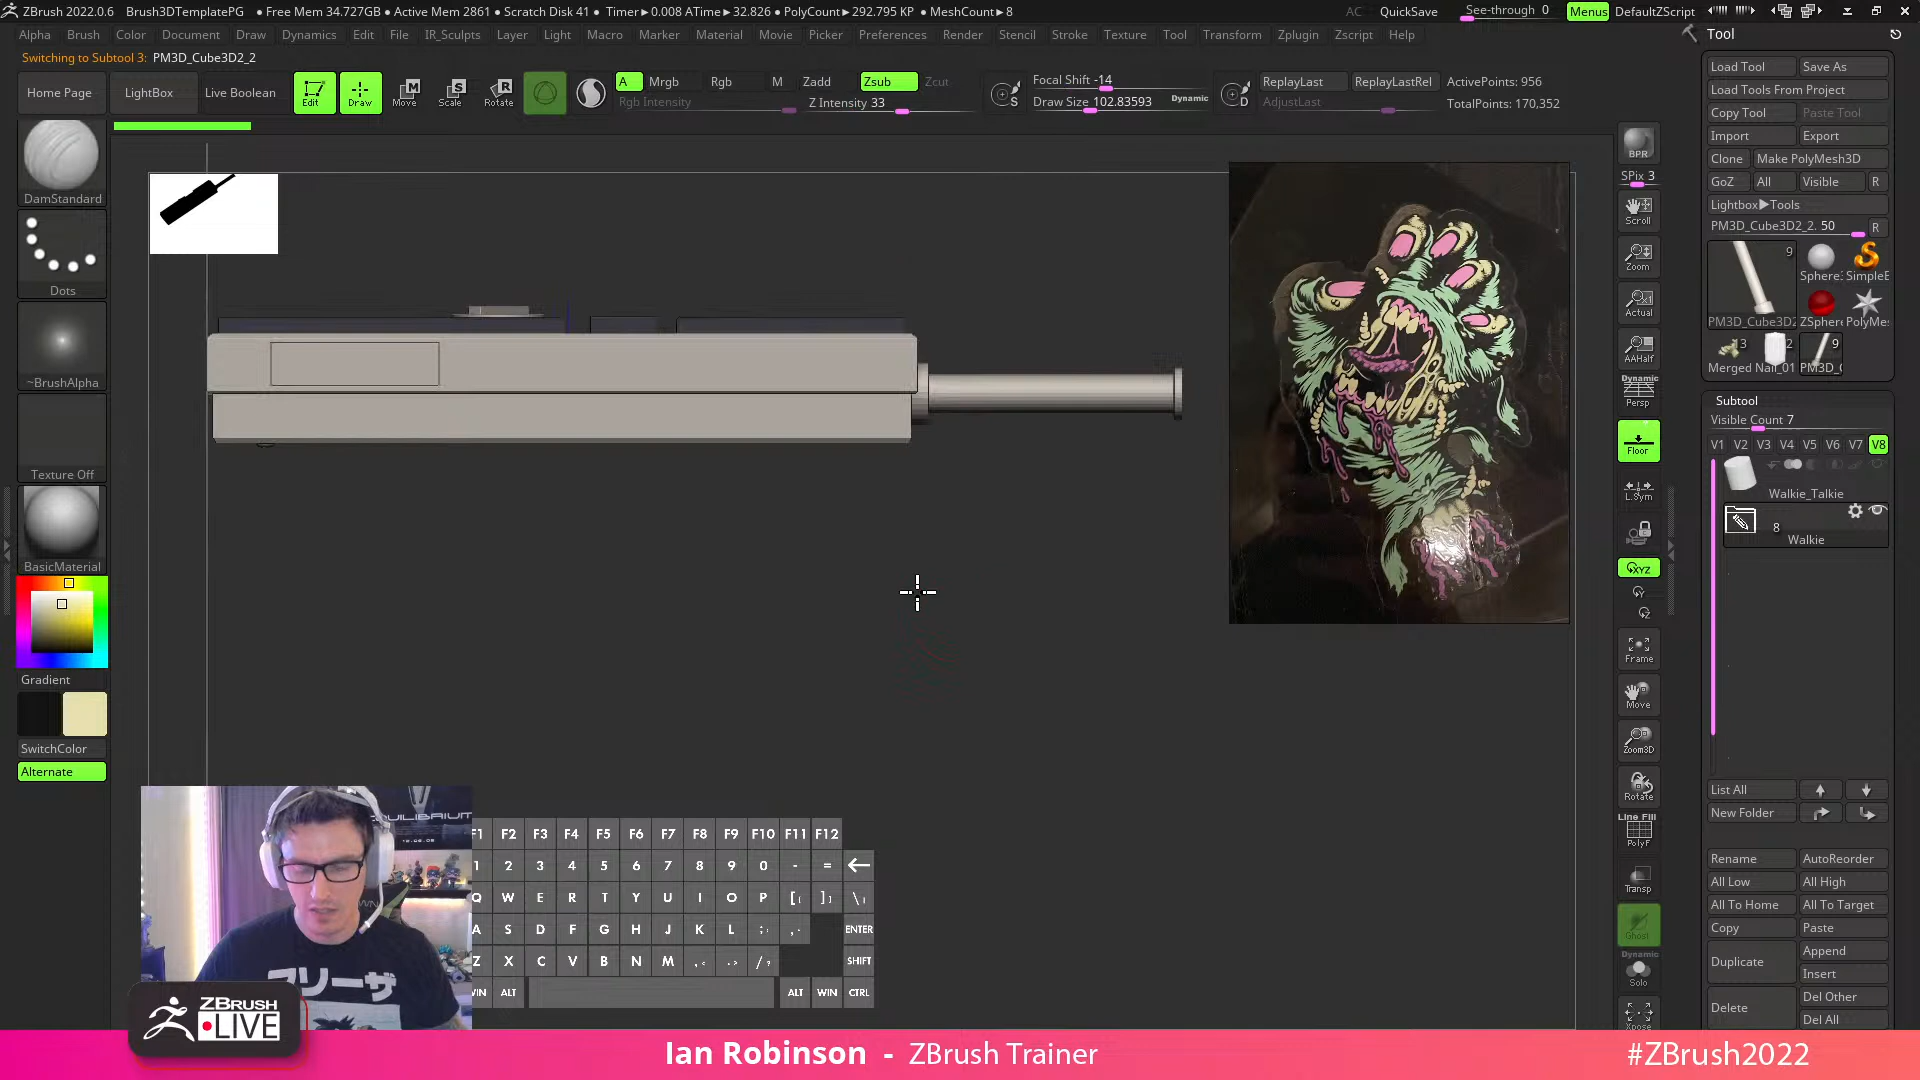 ZBrush 2022.0.6 Brush3DTemplatePG • Free Mem 34.727GB • Active Mem 2861 • Scratch Disk 41 • Timer►0.008 ATime►32.826 • PolyCount►292.795 KP • MeshCount►8 AC QuickSave See-through 0 Menus DefaultZScript
Alpha Brush Color Document Draw Dynamics Edit File IR_Sculpts Layer Light Macro Marker Material Movie Picker Preferences Render Stencil Stroke Texture Tool Transform Zplugin Zscript Help
Switching to Subtool 3: PM3D_Cube3D2_2
Home Page LightBox Live Boolean Edit Draw Move Scale Rotate
A Mrgb Rgb M Zadd Zsub Zcut
Rgb Intensity Z Intensity 33
Focal Shift -14
Draw Size 102.83593 Dynamic
ReplayLast ReplayLastRel ActivePoints: 956
AdjustLast TotalPoints: 170,352
DamStandard
Dots
~BrushAlpha
Texture Off
BasicMaterial
Gradient
SwitchColor
Alternate
BPR
SPix 3
Scroll
Zoom
Actual
AAHalf
Dynamic
Persp
Floor
L.Sym
XYZ
Y
Z
Frame
Move
Zoom3D
Rotate
Line Fill
PolyF
Transp
Ghost
Dynamic
Solo
Xpose
Tool
Load Tool Save As
Load Tools From Project
Copy Tool Paste Tool
Import Export
Clone Make PolyMesh3D
GoZ All Visible R
Lightbox►Tools
PM3D_Cube3D2_2. 50 R
9
PM3D_Cube3D2
ZSphere PolyMes
13 2 9
Merged Nail_01 PM3D_C
Subtool
Visible Count 7
V1 V2 V3 V4 V5 V6 V7 V8
Walkie_Talkie
8
Walkie
List All
New Folder
Rename AutoReorder
All Low All High
All To Home All To Target
Copy Paste
Duplicate Append
Insert
Delete Del Other
Del All
F1 F2 F3 F4 F5 F6 F7 F8 F9 F10 F11 F12
1 2 3 4 5 6 7 8 9 0 - =
Q W E R T Y U I O P [ ] \
A S D F G H J K L ; ENTER
Z X C V B N M , . / ? SHIFT
WIN ALT ALT WIN CTRL
フリーザ
ZBRUSH
LIVE
Ian Robinson - ZBrush Trainer
#ZBrush2022